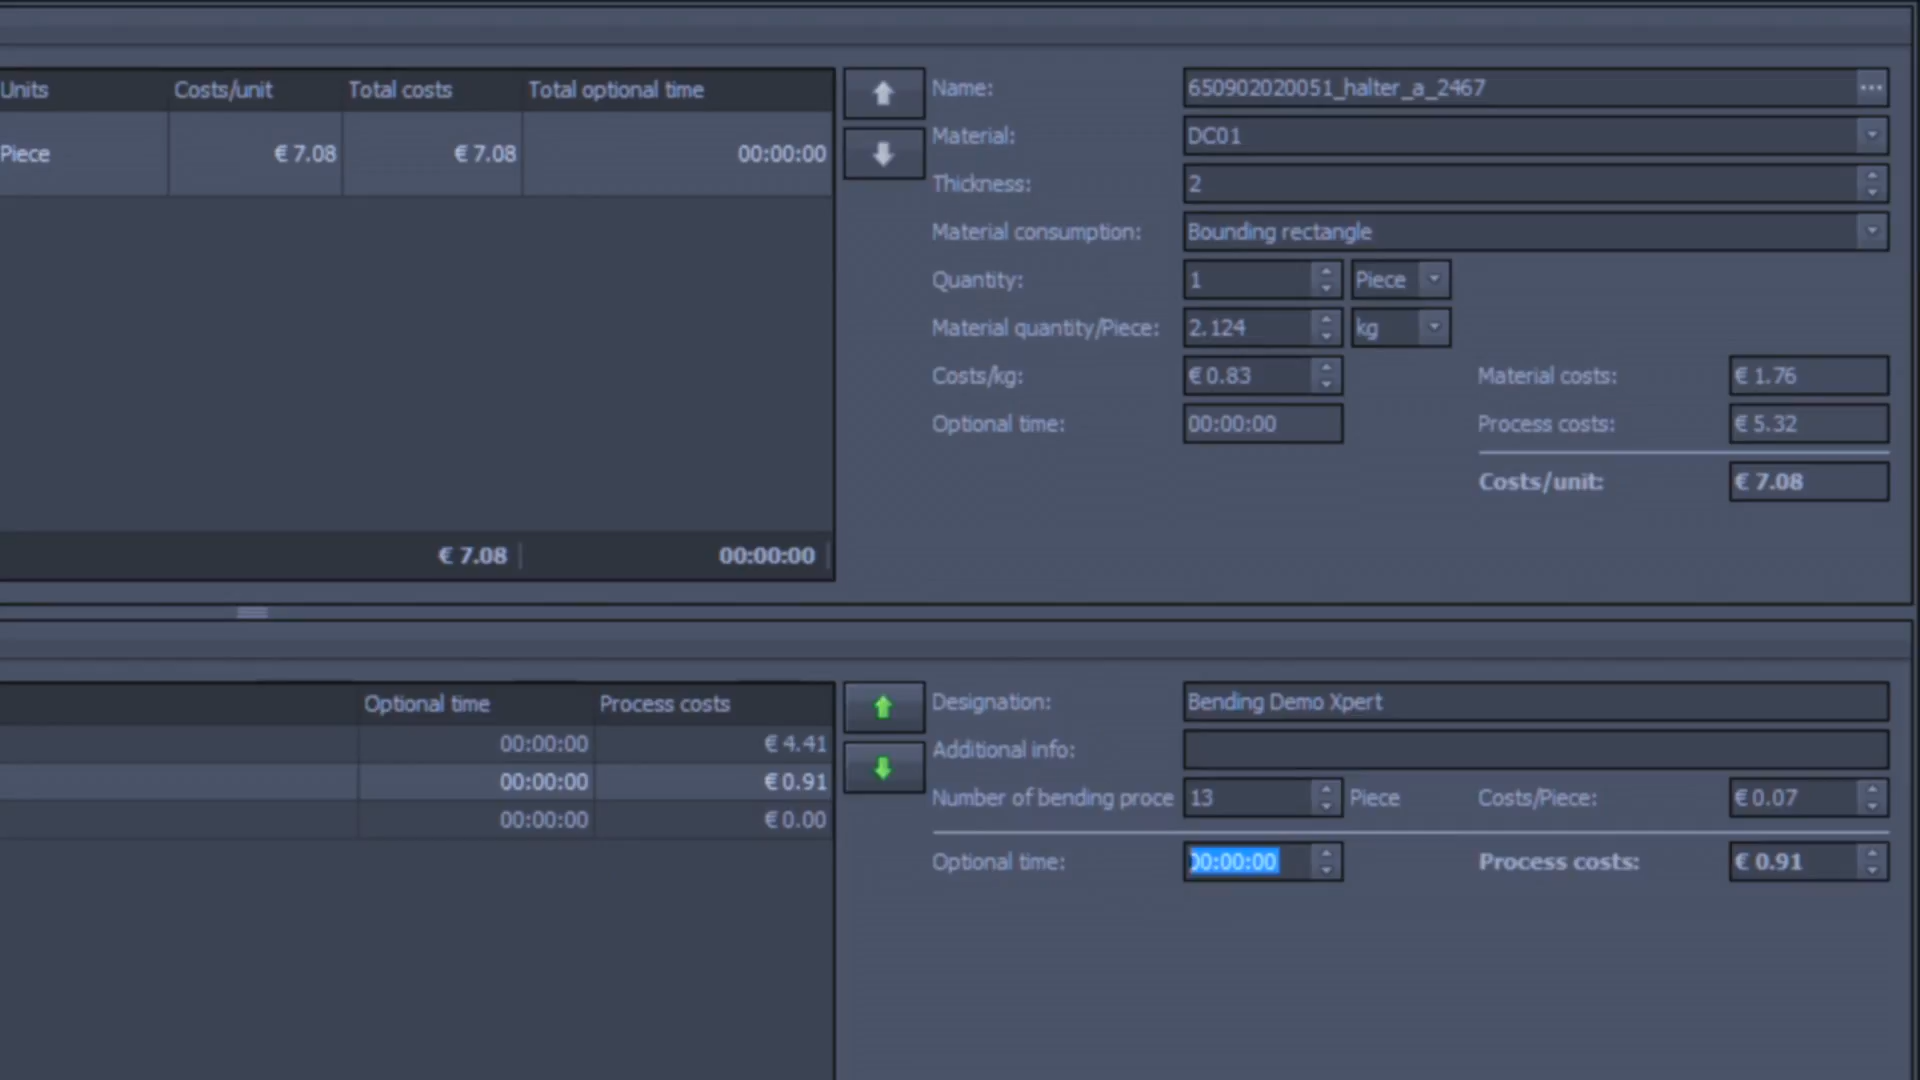 Units Costs/unit Total costs Total optional time
Piece € 7.08 € 7.08 00:00:00
€ 7.08 00:00:00
Name: 650902020051_halter_a_2467
Material: DC01
Thickness: 2
Material consumption: Bounding rectangle
Quantity: 1 Piece
Material quantity/Piece: 2.124 kg
Costs/kg: € 0.83 Material costs: € 1.76
Optional time: 00:00:00 Process costs: € 5.32
Costs/unit: € 7.08
Optional time Process costs
00:00:00 € 4.41
00:00:00 € 0.91
00:00:00 € 0.00
Designation: Bending Demo Xpert
Additional info:
Number of bending proce 13 Piece Costs/Piece: € 0.07
Optional time: 00:00:00 Process costs: € 0.91